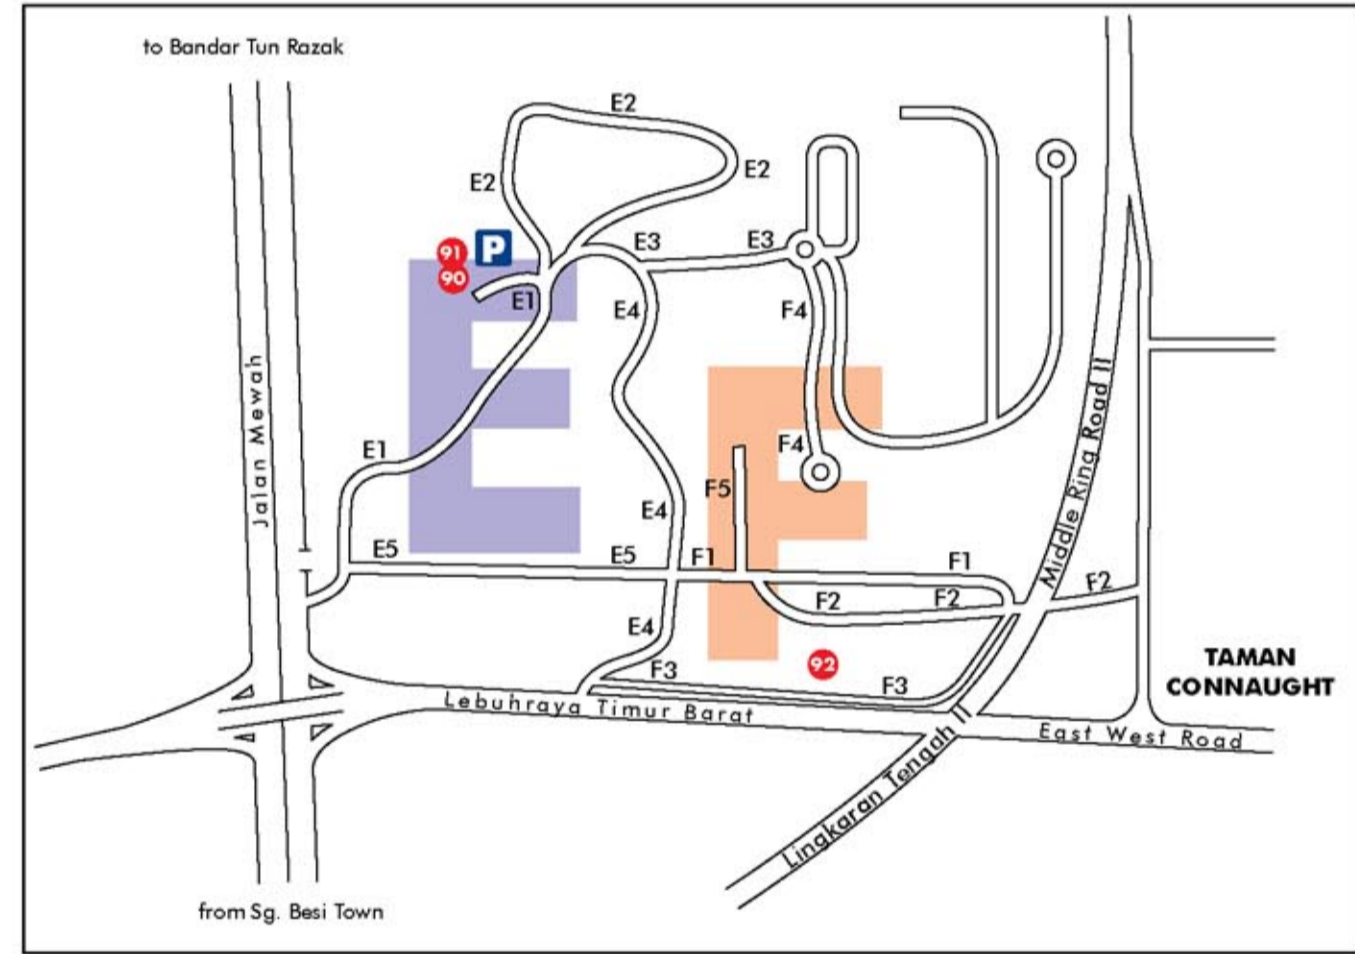 to Bandar Tun Razak
E2
E2
E2
91
P
E3
E3
90
E1
E4
F4
Jalan Mewah
Middle Ring Road II
E1
F4
F5
E4
E5
E5
F1
F1
F2
F2
F2
E4
F3
92
F3
TAMAN
CONNAUGHT
Lebuhraya Timur Barat
East West Road
Lingkaran Tengah II
from Sg. Besi Town
E
F